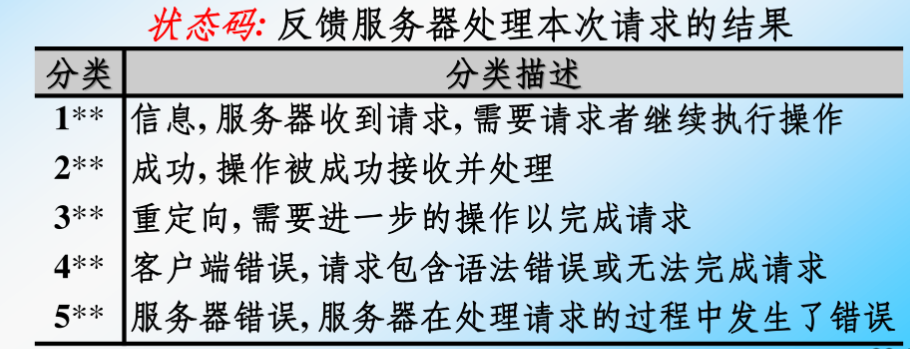 状态码: 反馈服务器处理本次请求的结果
分类 分类描述
1** 信息, 服务器收到请求, 需要请求者继续执行操作
2** 成功, 操作被成功接收并处理
3** 重定向, 需要进一步的操作以完成请求
4** 客户端错误, 请求包含语法错误或无法完成请求
5** 服务器错误, 服务器在处理请求的过程中发生了错误